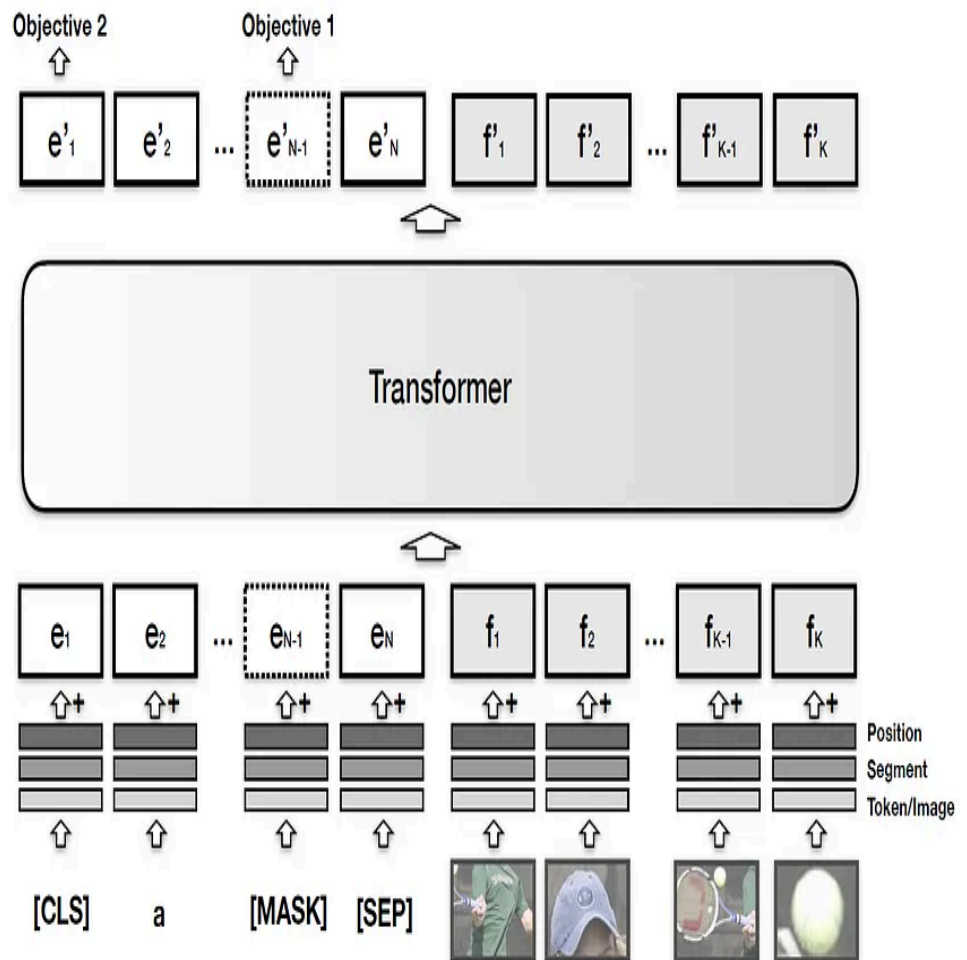 Objective 2 Objective 1
e'1 e'2 ... e'N-1 e'N f'1 f'2 ... f'K-1 f'K
Transformer
e1 e2 ... eN-1 eN f1 f2 ... fK-1 fK
+ + + + + + + +
Position
Segment
Token/Image
[CLS] a [MASK] [SEP]